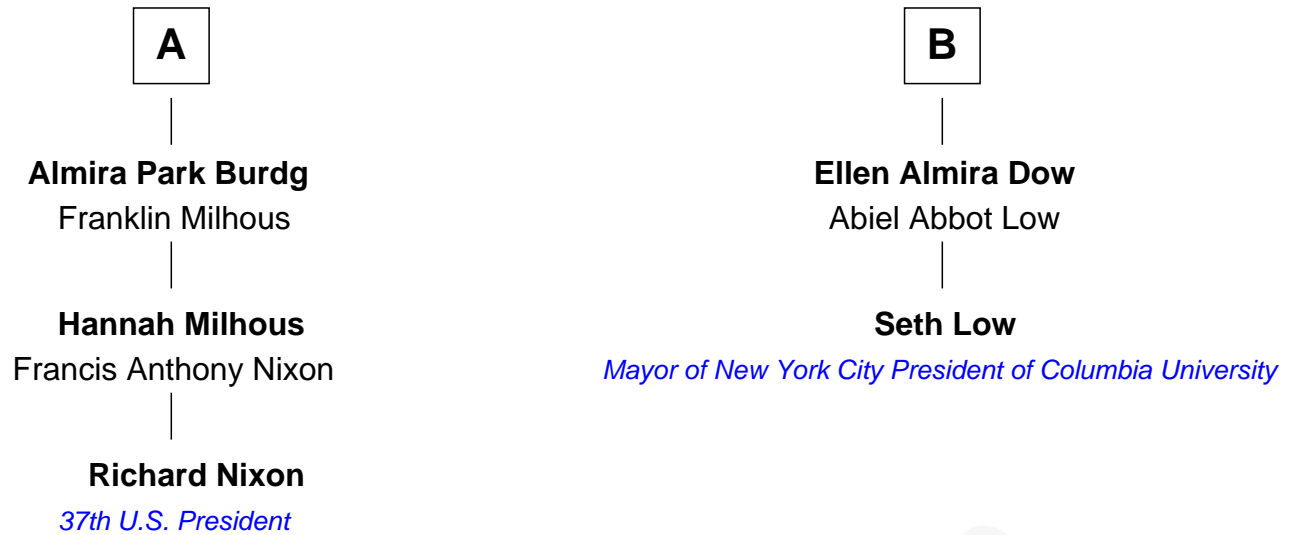 A
Almira Park Burdg
Franklin Milhous
Hannah Milhous
Francis Anthony Nixon
Richard Nixon
37th U.S. President
B
Ellen Almira Dow
Abiel Abbot Low
Seth Low
Mayor of New York City President of Columbia University